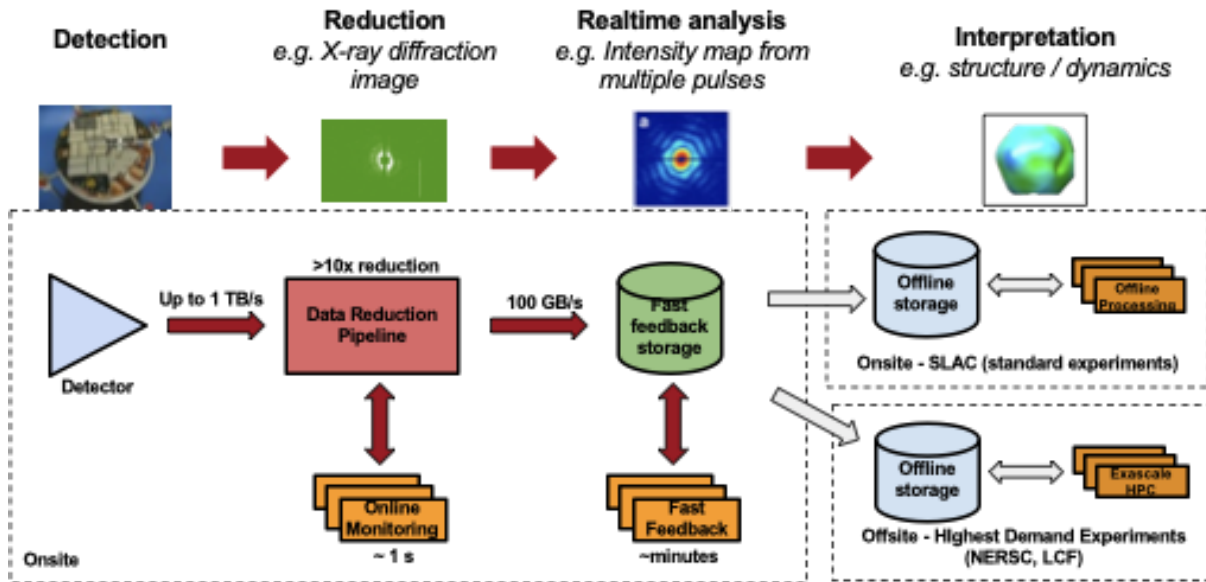 Detection
Reduction
e.g. X-ray diffraction
image
Realtime analysis
e.g. Intensity map from
multiple pulses
Interpretation
e.g. structure / dynamics
a
>10x reduction
Up to 1 TB/s
Data Reduction
Pipeline
100 GB/s
Fast
feedback
storage
Detector
Online
Monitoring
~ 1 s
Fast
Feedback
~minutes
Onsite
Offline
storage
Offline
Processing
Onsite - SLAC (standard experiments)
Offline
storage
Exascale
HPC
Offsite - Highest Demand Experiments
(NERSC, LCF)